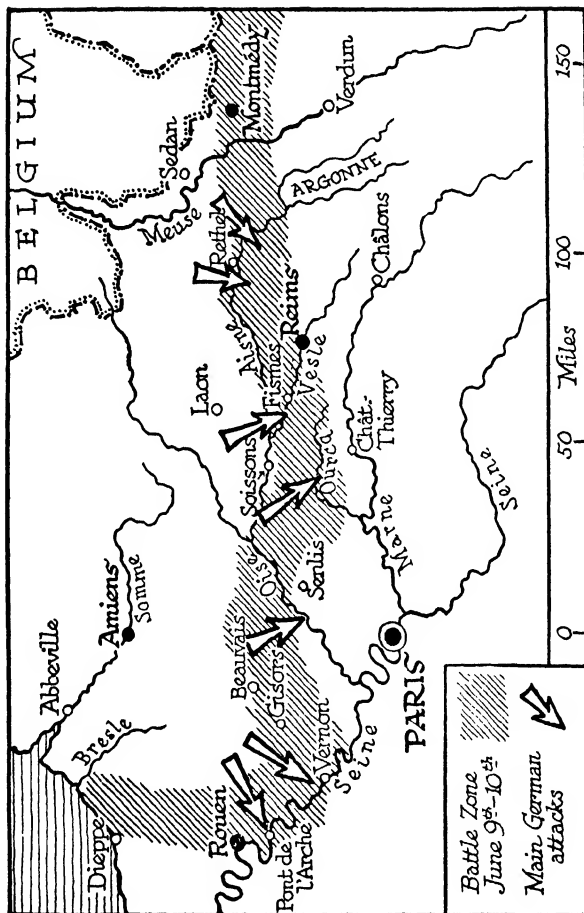 BELGIUM
Abbeville
Dieppe
Bresle
Amiens
Somme
Sedan
Meuse
Montmédy
Rouen
Pont de
l'Arche
Beauvais
Gisors
Oise
Laon
Soissons
Aisne
Rethel
Fismes
Reims
Vesle
ARGONNE
Verdun
Vernon
Seine
Senlis
Ourcq
Chât.-
Thierry
Châlons
Marne
PARIS
Seine
Battle Zone
June 9th-10th
Main German
attacks
0
50
Miles
100
150